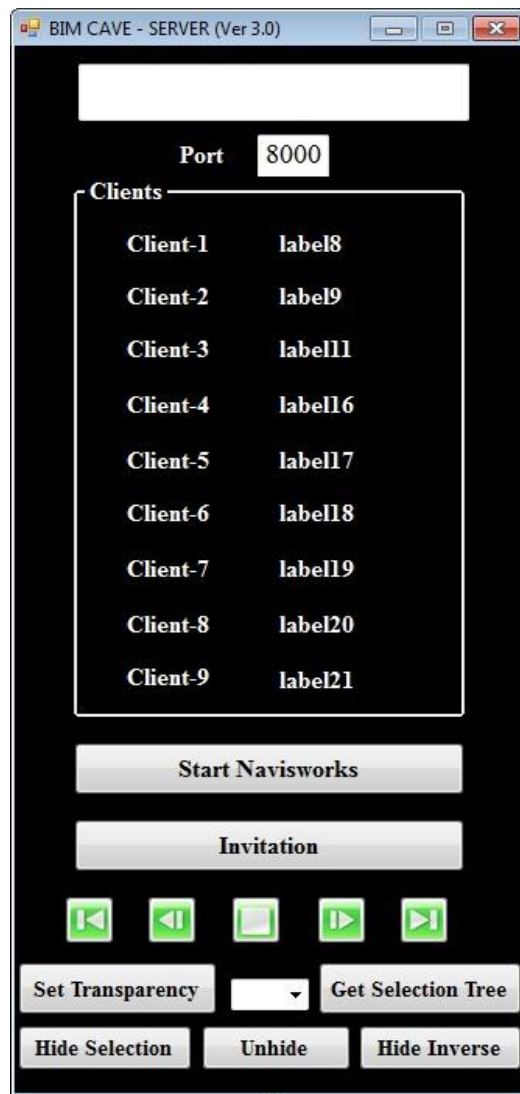 BIM CAVE - SERVER (Ver 3.0)
Port 8000
Clients
Client-1 label8
Client-2 label9
Client-3 label11
Client-4 label16
Client-5 label17
Client-6 label18
Client-7 label19
Client-8 label20
Client-9 label21
Start Navisworks
Invitation
Set Transparency Get Selection Tree
Hide Selection Unhide Hide Inverse